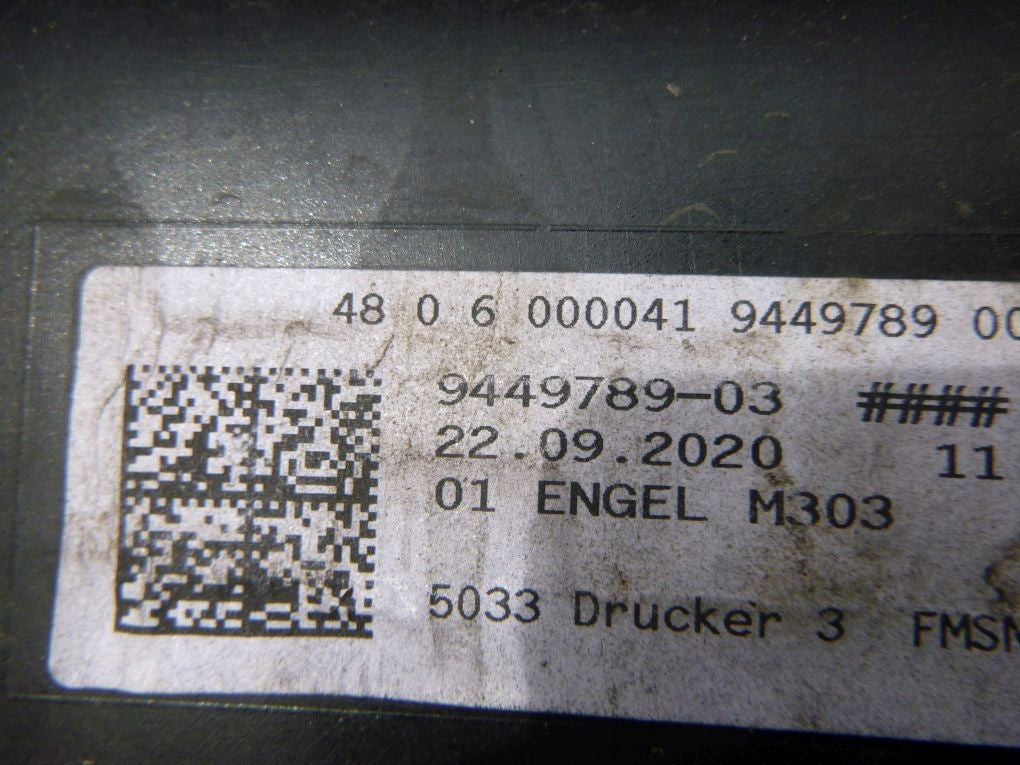 48 0 6 000041 9449789 00
9449789-03 ####
22.09.2020 11
01 ENGEL M303
5033 Drucker 3 FMSN